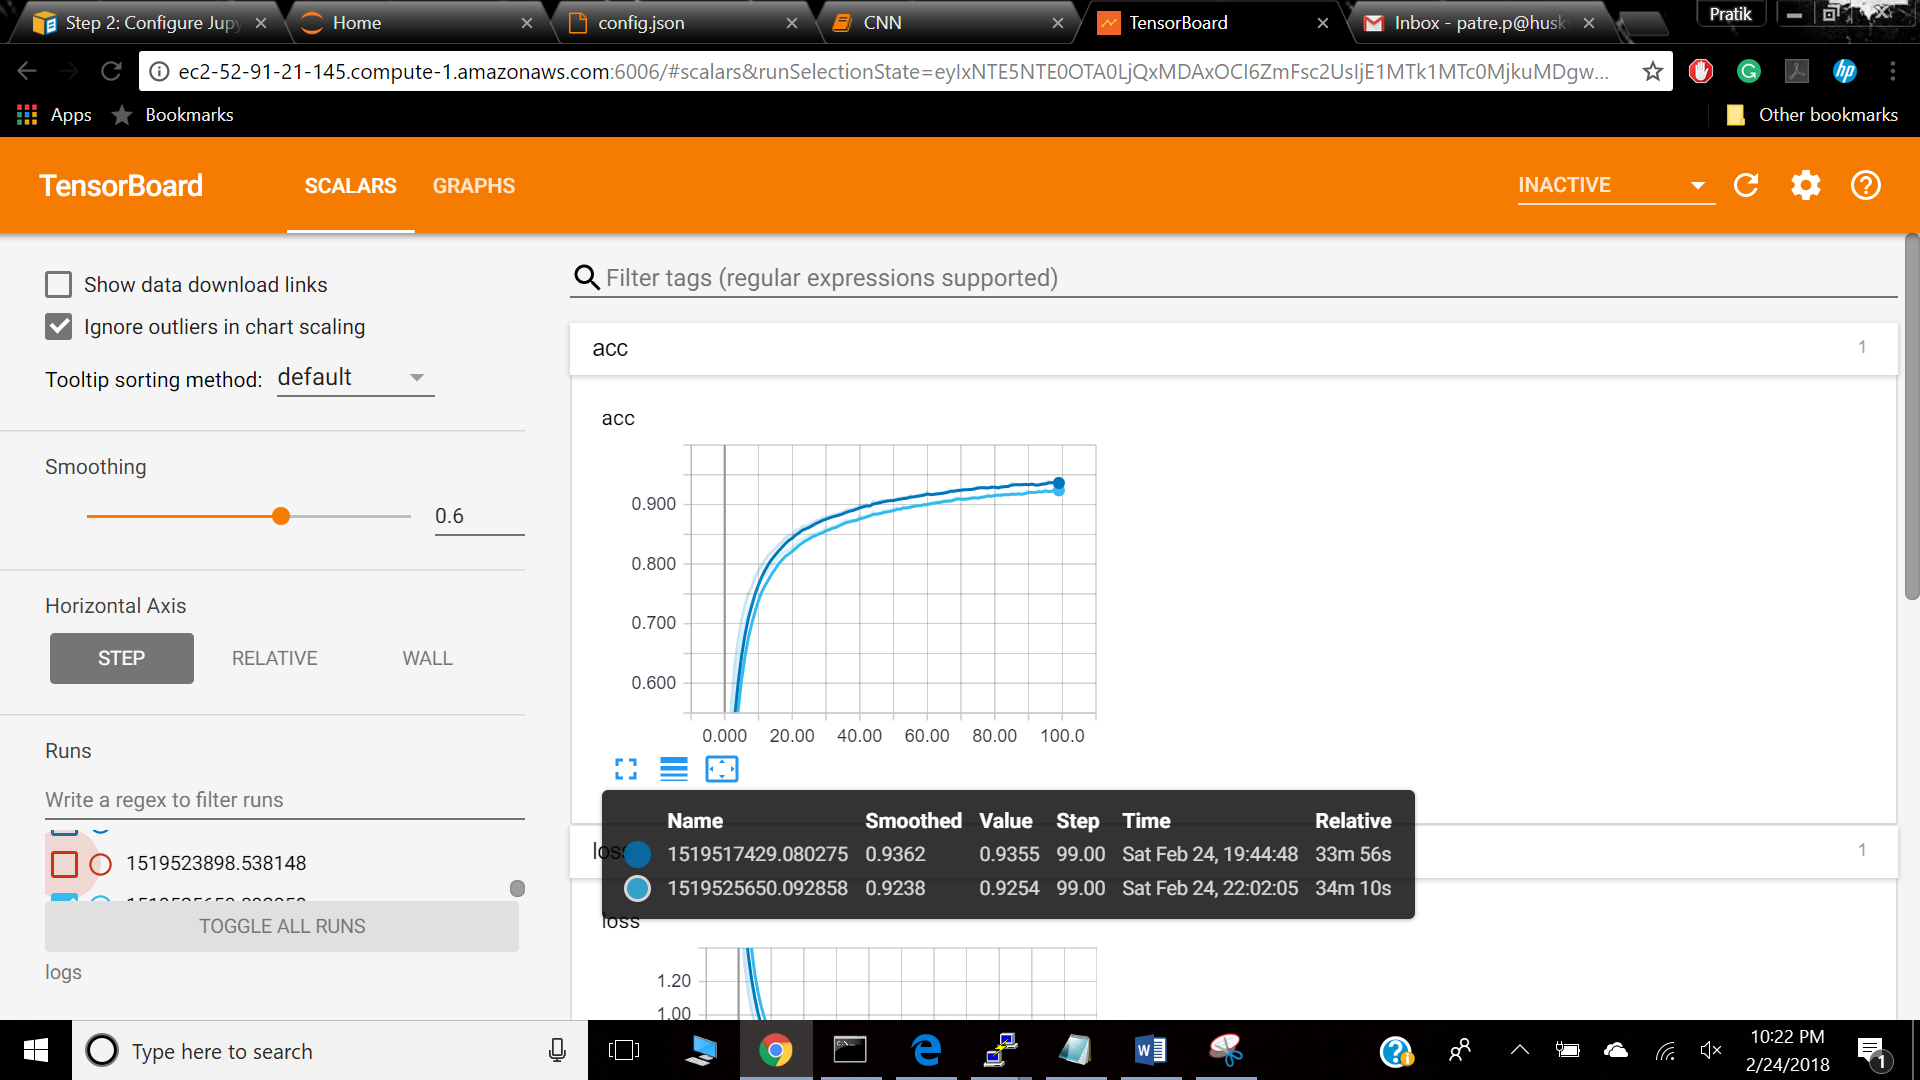 Step 2: Configure Jupy
Home
config.json
CNN
TensorBoard
Inbox - patre.p@husk
Pratik
ec2-52-91-21-145.compute-1.amazonaws.com:6006/#scalars&runSelectionState=eyIxNTE5NTE0OTA0LjQxMDAxOCI6ZmFsc2UsIjE1MTk1MTc0MjkuMDgw...
hp
Apps
Bookmarks
Other bookmarks
TensorBoard
SCALARS
GRAPHS
INACTIVE
Show data download links
Ignore outliers in chart scaling
Tooltip sorting method: default
Smoothing
0.6
Horizontal Axis
STEP
RELATIVE
WALL
Runs
Write a regex to filter runs
1519523898.538148
TOGGLE ALL RUNS
logs
Filter tags (regular expressions supported)
acc
1
acc
0.900
0.800
0.700
0.600
0.000 20.00 40.00 60.00 80.00 100.0
Name Smoothed Value Step Time Relative
1519517429.080275 0.9362 0.9355 99.00 Sat Feb 24, 19:44:48 33m 56s
1519525650.092858 0.9238 0.9254 99.00 Sat Feb 24, 22:02:05 34m 10s
loss
1
loss
1.20
1.00
Type here to search
10:22 PM
2/24/2018
1